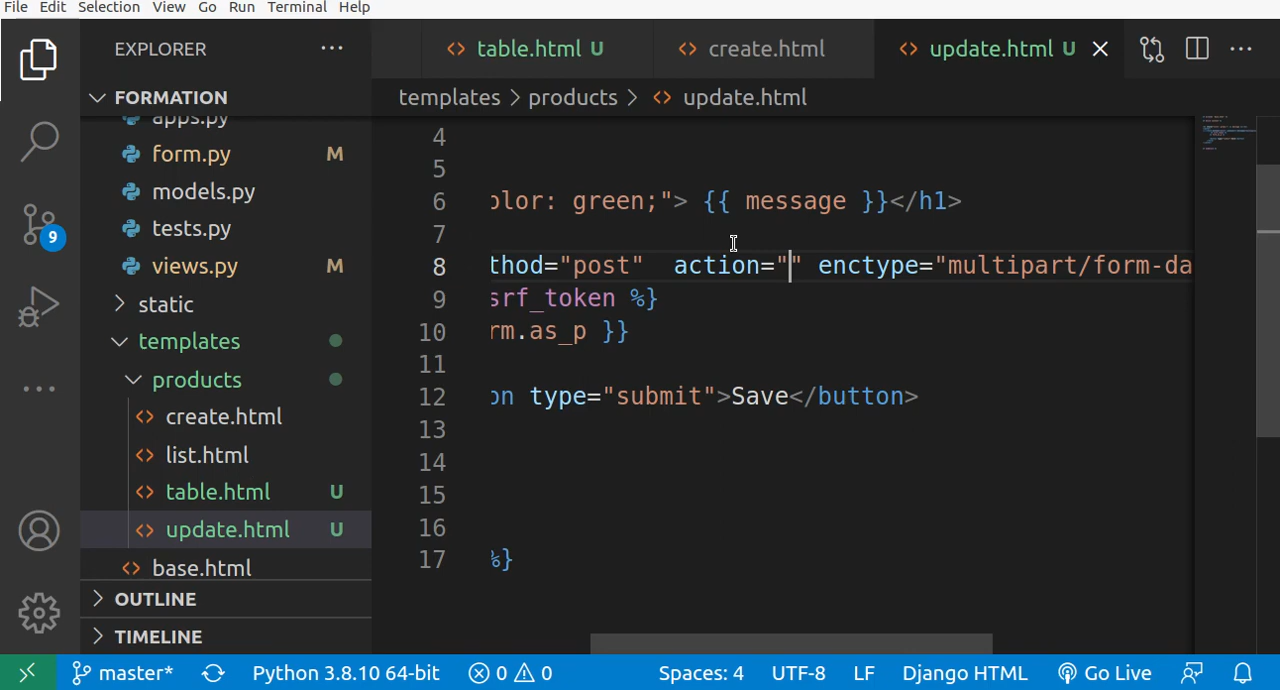 File Edit Selection View Go Run Terminal Help
EXPLORER
table.html U
create.html
update.html U
FORMATION
templates > products > update.html
apps.py
form.py M
models.py
tests.py
views.py M
static
templates
products
create.html
list.html
table.html U
update.html U
base.html
OUTLINE
TIMELINE
9
4
5
6 olor: green;"> {{ message }}</h1>
7
8 thod="post"  action="" enctype="multipart/form-da
9 srf_token %}
10 rm.as_p }}
11
12 on type="submit">Save</button>
13
14
15
16
17 %}
master* Python 3.8.10 64-bit 0 0 Spaces: 4 UTF-8 LF Django HTML Go Live